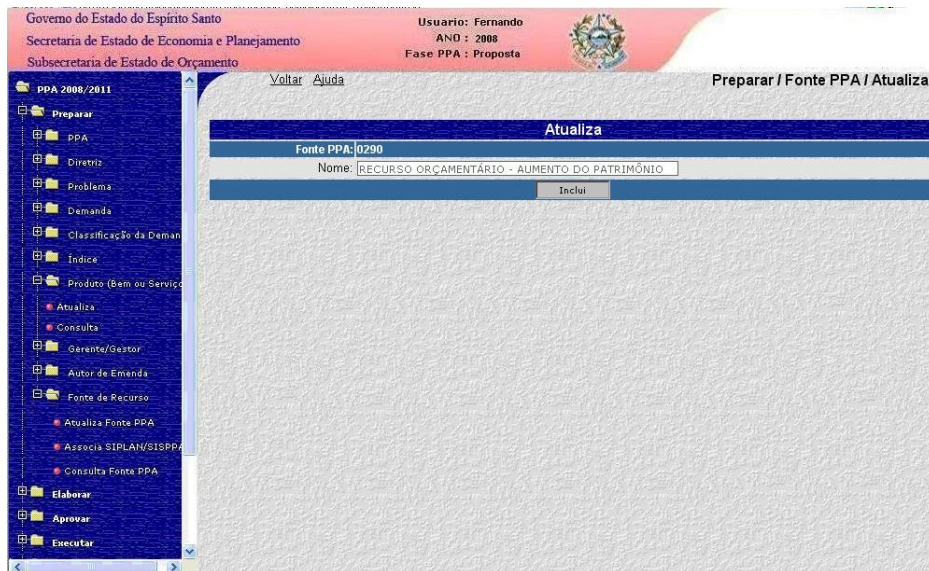 Governo do Estado do Espírito Santo
Secretaria de Estado de Economia e Planejamento
Subsecretaria de Estado de Orçamento
Usuario: Fernando
ANO : 2008
Fase PPA : Proposta
Voltar Ajuda
Preparar / Fonte PPA / Atualiza
PPA 2008/2011
Preparar
PPA
Diretriz
Problema
Demanda
Classificação da Deman
Índice
Produto (Bem ou Serviço
Atualiza
Consulta
Gerente/Gestor
Autor de Emenda
Fonte de Recurso
Atualiza Fonte PPA
Associa SIPLAN/SISPPA
Consulta Fonte PPA
Elaborar
Aprovar
Executar
Atualiza
Fonte PPA: 0290
Nome: RECURSO ORÇAMENTÁRIO - AUMENTO DO PATRIMÔNIO
Inclui